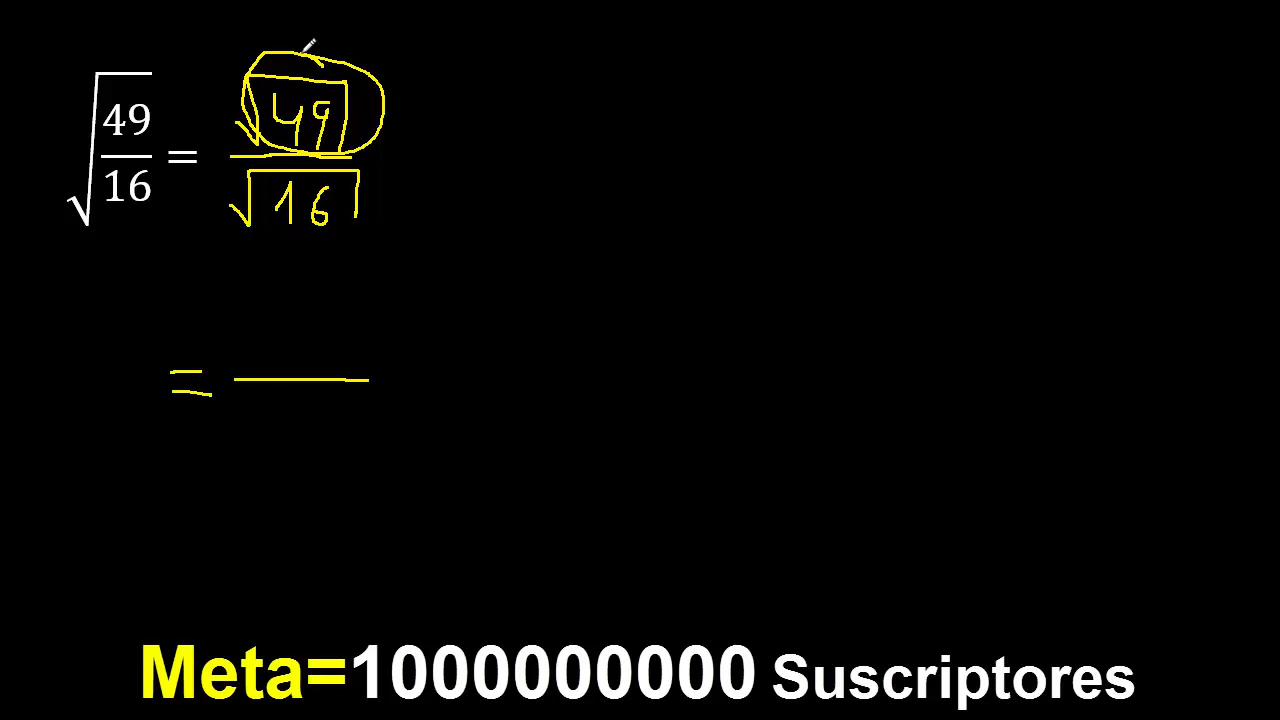 √(49/16) = √49/√16
= ―
Meta=1000000000 Suscriptores